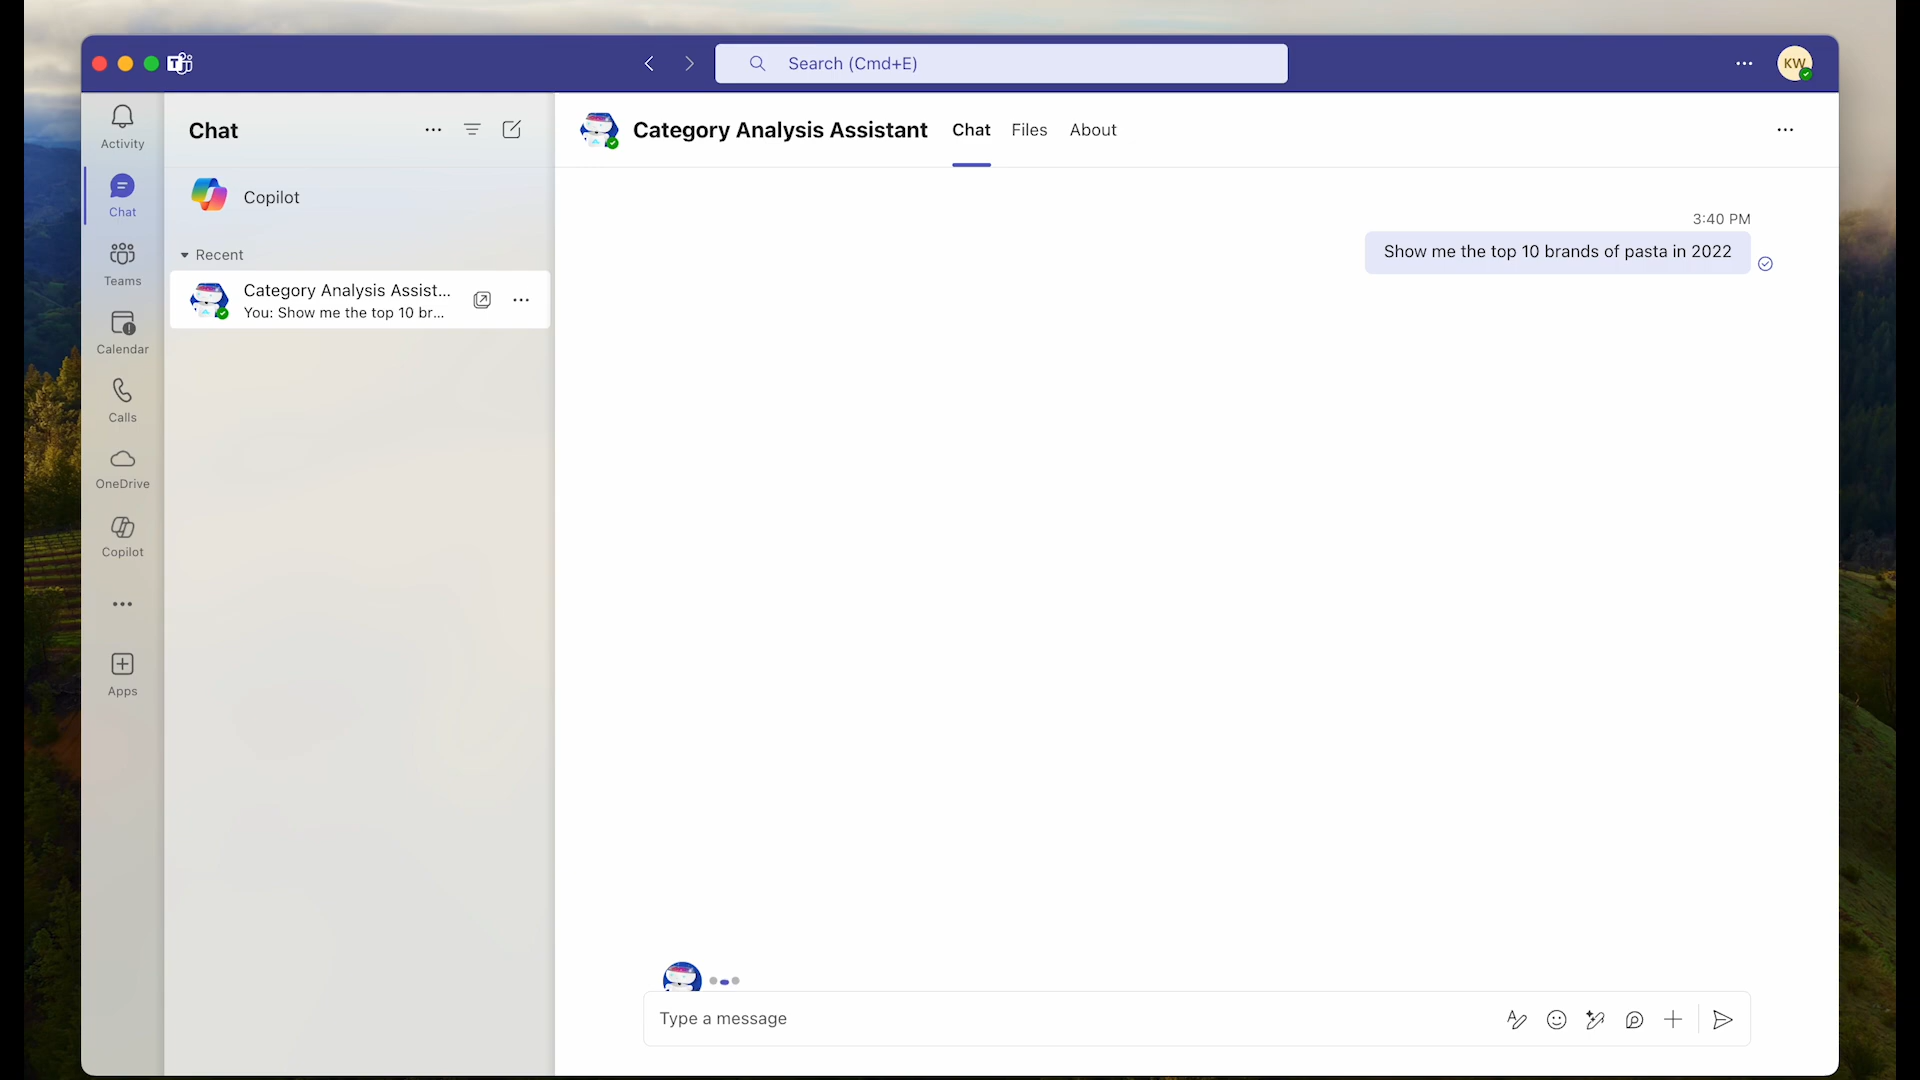 Search (Cmd+E)
KW
Activity
Chat
Teams
Calendar
Calls
OneDrive
Copilot
Apps
Chat
Copilot
Recent
Category Analysis Assist...
You: Show me the top 10 br...
Category Analysis Assistant
Chat
Files
About
3:40 PM
Show me the top 10 brands of pasta in 2022
Type a message